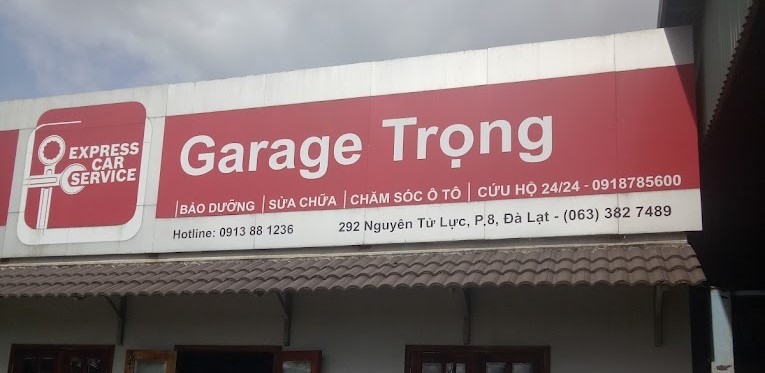 EXPRESS
CAR
SERVICE
Garage Trọng
BẢO DƯỠNG | SỬA CHỮA | CHĂM SÓC Ô TÔ | CỨU HỘ 24/24 - 0918785600
Hotline: 0913 88 1236 292 Nguyên Tử Lực, P.8, Đà Lạt - (063) 382 7489